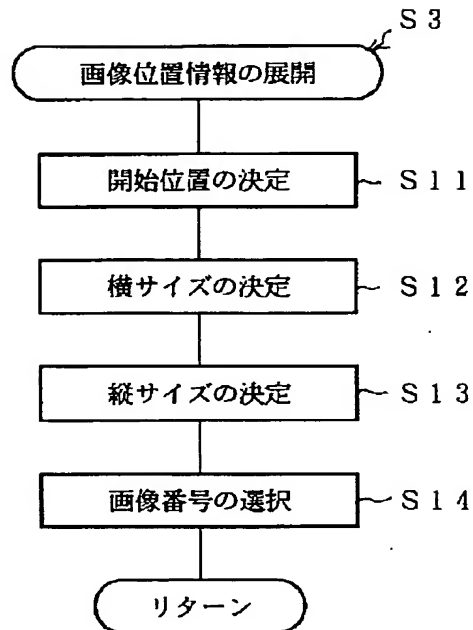 S3
画像位置情報の展開
開始位置の決定 S11
横サイズの決定 S12
縦サイズの決定 S13
画像番号の選択 S14
リターン